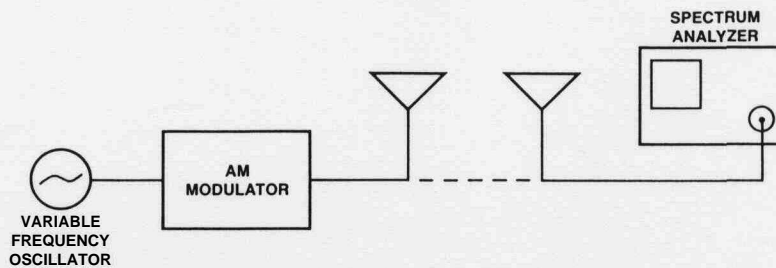 SPECTRUM
ANALYZER
AM
MODULATOR
VARIABLE
FREQUENCY
OSCILLATOR